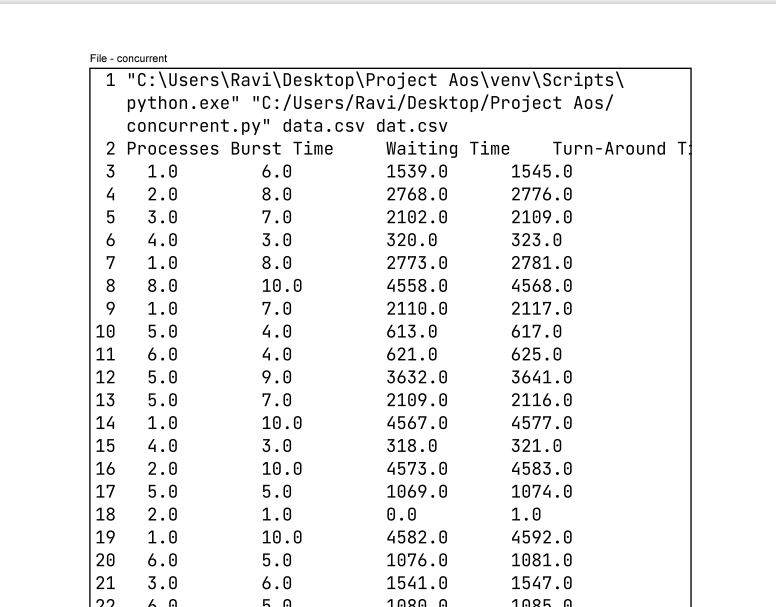 File - concurrent
1 "C:\Users\Ravi\Desktop\Project Aos\venv\Scripts\
python.exe" "C:/Users/Ravi/Desktop/Project Aos/
concurrent.py" data.csv dat.csv
2 Processes Burst Time     Waiting Time    Turn-Around Ti
3   1.0        6.0         1539.0      1545.0
4   2.0        8.0         2768.0      2776.0
5   3.0        7.0         2102.0      2109.0
6   4.0        3.0         320.0       323.0
7   1.0        8.0         2773.0      2781.0
8   8.0        10.0        4558.0      4568.0
9   1.0        7.0         2110.0      2117.0
10   5.0        4.0         613.0       617.0
11   6.0        4.0         621.0       625.0
12   5.0        9.0         3632.0      3641.0
13   5.0        7.0         2109.0      2116.0
14   1.0        10.0        4567.0      4577.0
15   4.0        3.0         318.0       321.0
16   2.0        10.0        4573.0      4583.0
17   5.0        5.0         1069.0      1074.0
18   2.0        1.0         0.0         1.0
19   1.0        10.0        4582.0      4592.0
20   6.0        5.0         1076.0      1081.0
21   3.0        6.0         1541.0      1547.0
22   6.0        5.0         1080.0      1085.0